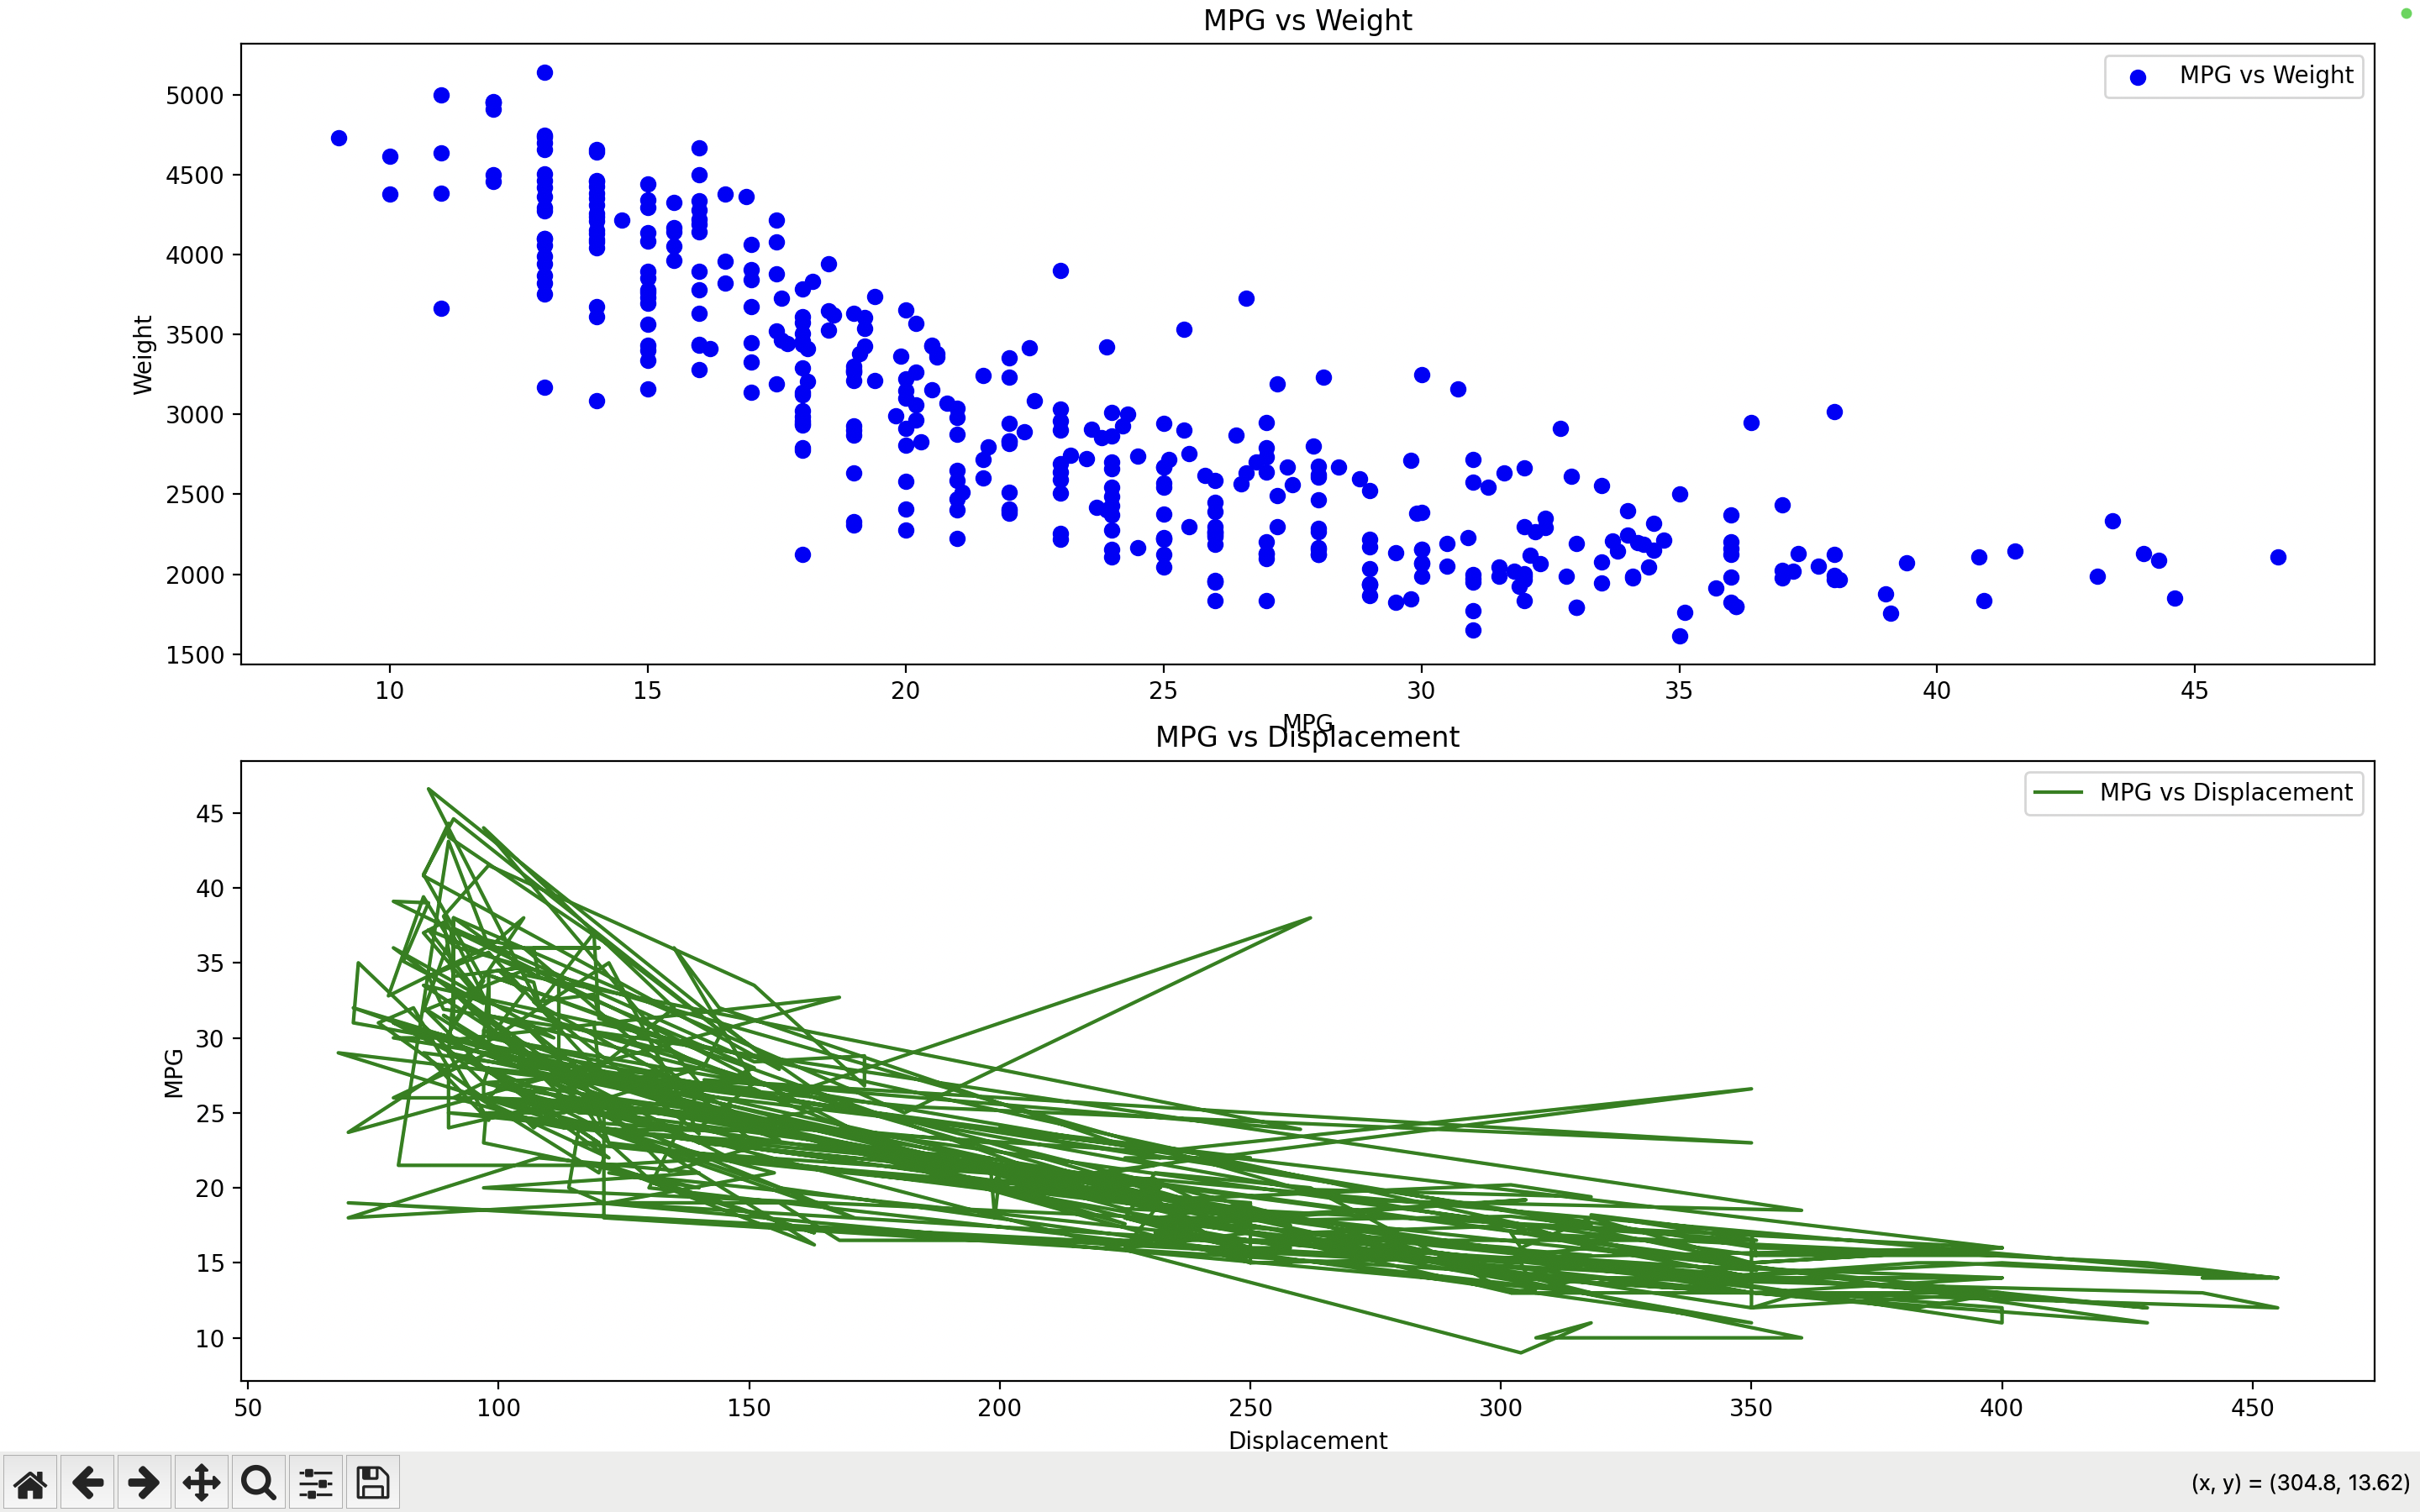 MPG vs Weight
MPG vs Weight
5000
4500
4000
3500
3000
2500
2000
1500
Weight
10 15 20 25 30 35 40 45
MPG
MPG vs Displacement
MPG vs Displacement
45
40
35
30
25
20
15
10
MPG
50 100 150 200 250 300 350 400 450
Displacement
(x, y) = (304.8, 13.62)